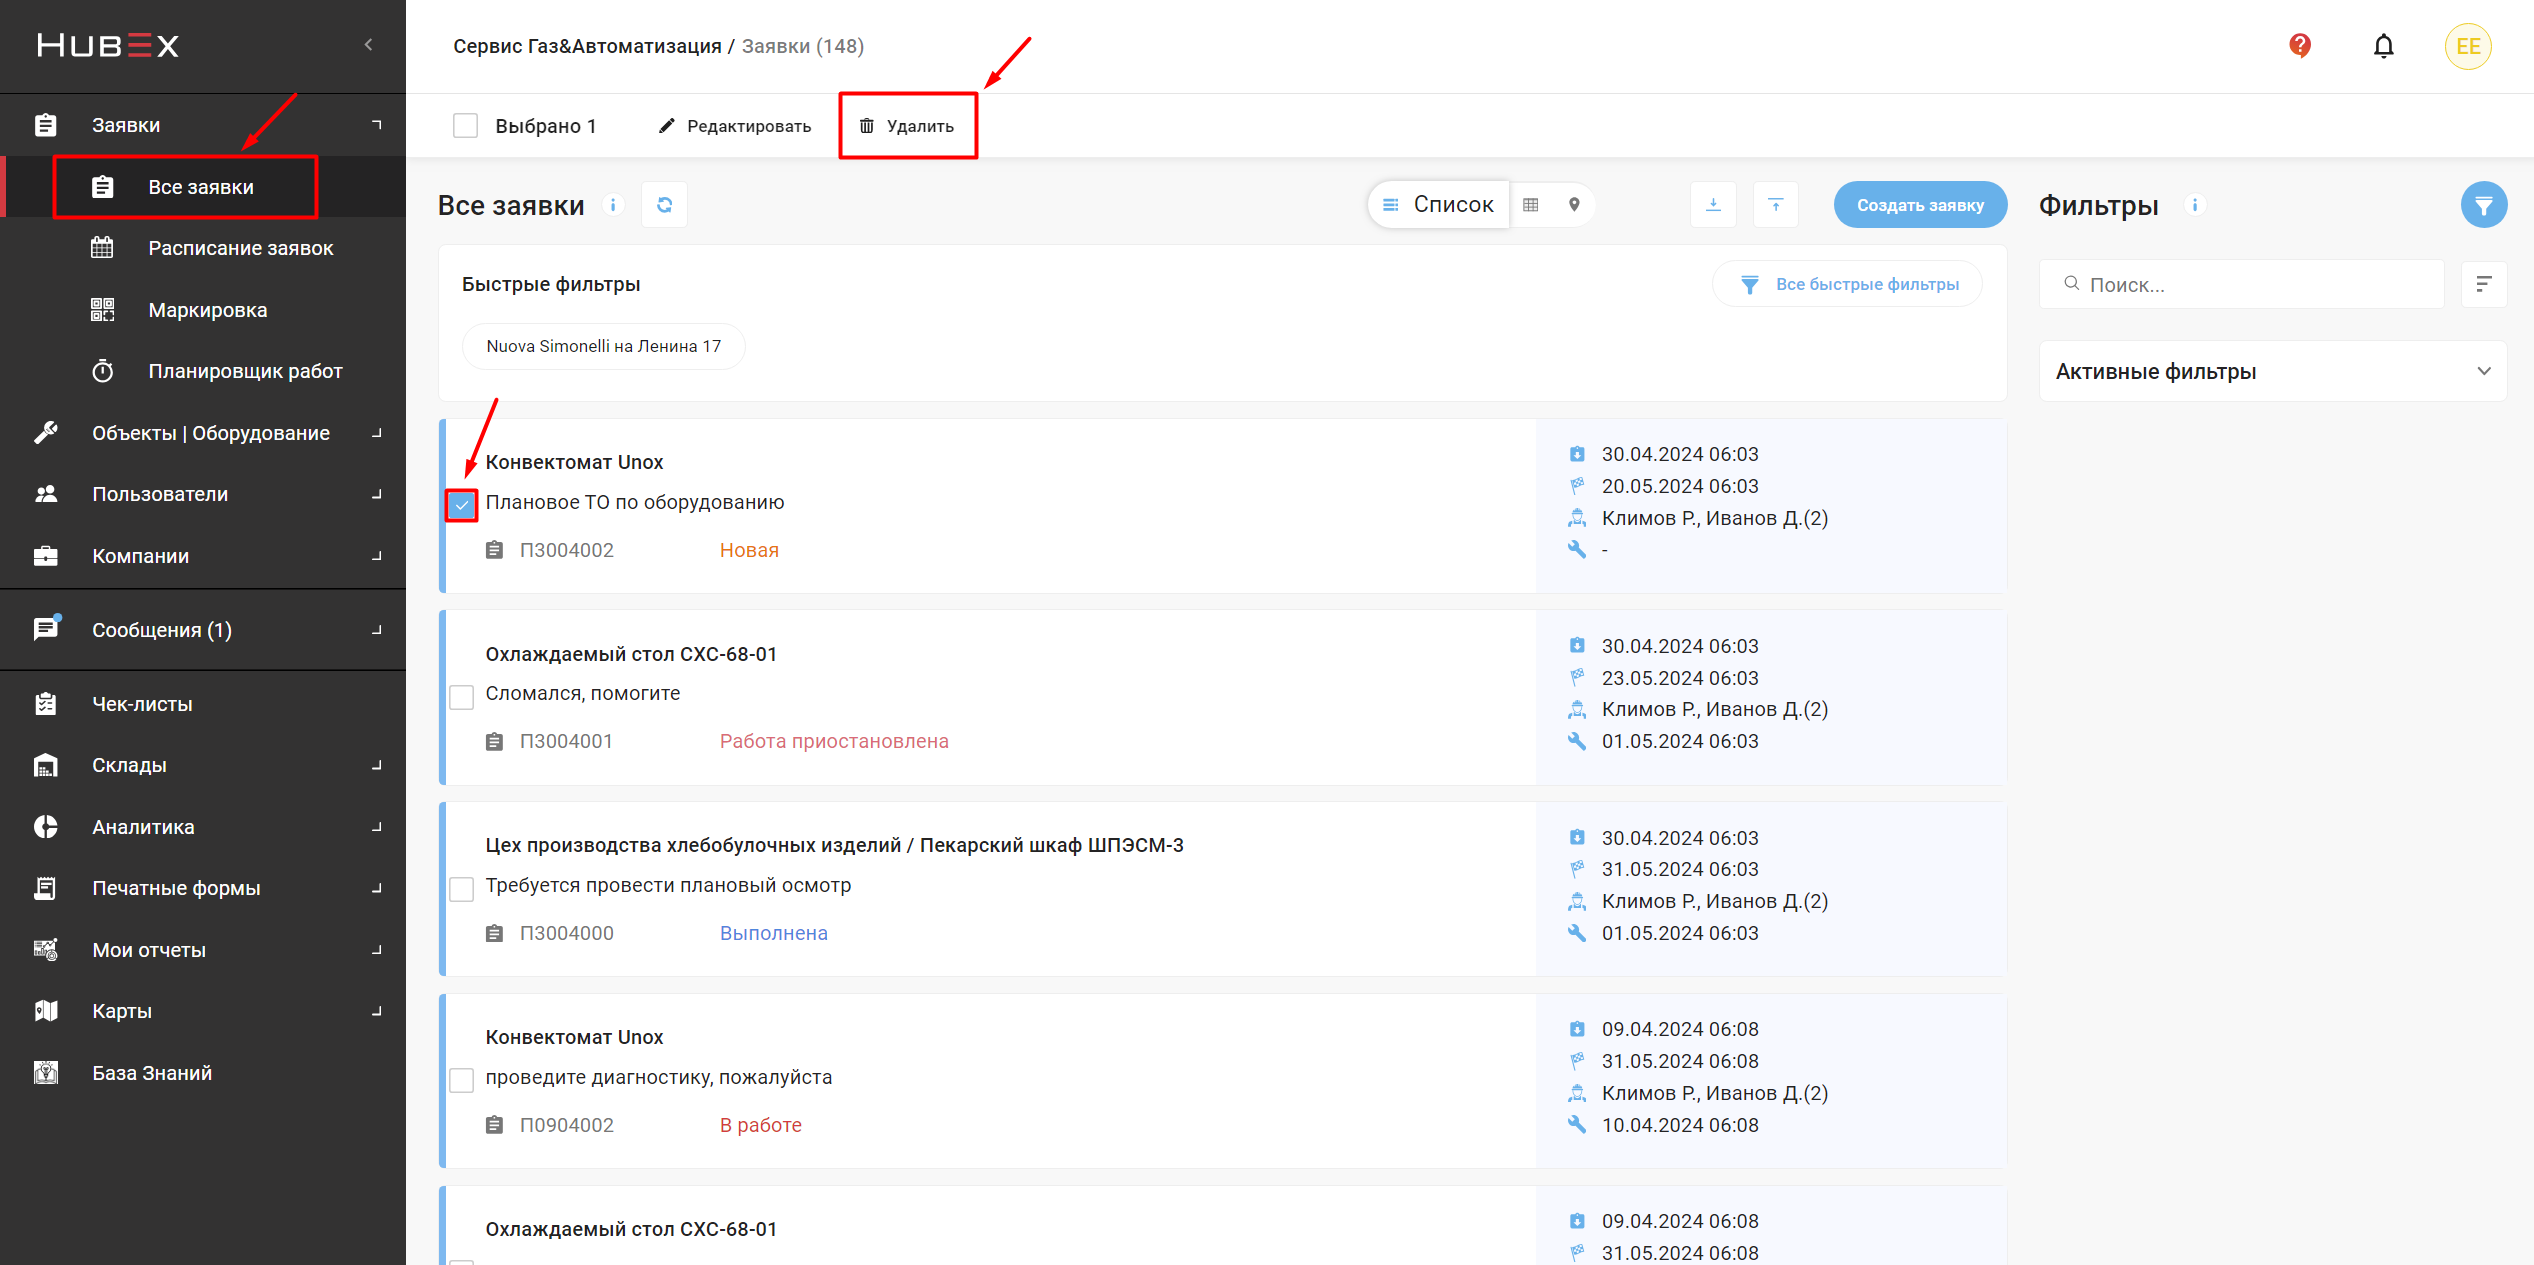 HUBEX
Заявки
Все заявки
Расписание заявок
Маркировка
Планировщик работ
Объекты | Оборудование
Пользователи
Компании
Сообщения (1)
Чек-листы
Склады
Аналитика
Печатные формы
Мои отчеты
Карты
База Знаний
Сервис Газ&Автоматизация / Заявки (148)
EE
Выбрано 1
Редактировать
Удалить
Все заявки
Список
Создать заявку
Быстрые фильтры
Все быстрые фильтры
Nuova Simonelli на Ленина 17
Конвектомат Unox
Плановое ТО по оборудованию
П3004002 Новая
30.04.2024 06:03
20.05.2024 06:03
Климов Р., Иванов Д.(2)
-
Охлаждаемый стол СХС-68-01
Сломался, помогите
П3004001 Работа приостановлена
30.04.2024 06:03
23.05.2024 06:03
Климов Р., Иванов Д.(2)
01.05.2024 06:03
Цех производства хлебобулочных изделий / Пекарский шкаф ШПЭСМ-3
Требуется провести плановый осмотр
П3004000 Выполнена
30.04.2024 06:03
31.05.2024 06:03
Климов Р., Иванов Д.(2)
01.05.2024 06:03
Конвектомат Unox
проведите диагностику, пожалуйста
П0904002 В работе
09.04.2024 06:08
31.05.2024 06:08
Климов Р., Иванов Д.(2)
10.04.2024 06:08
Охлаждаемый стол СХС-68-01
09.04.2024 06:08
31.05.2024 06:08
Фильтры
Поиск...
Активные фильтры